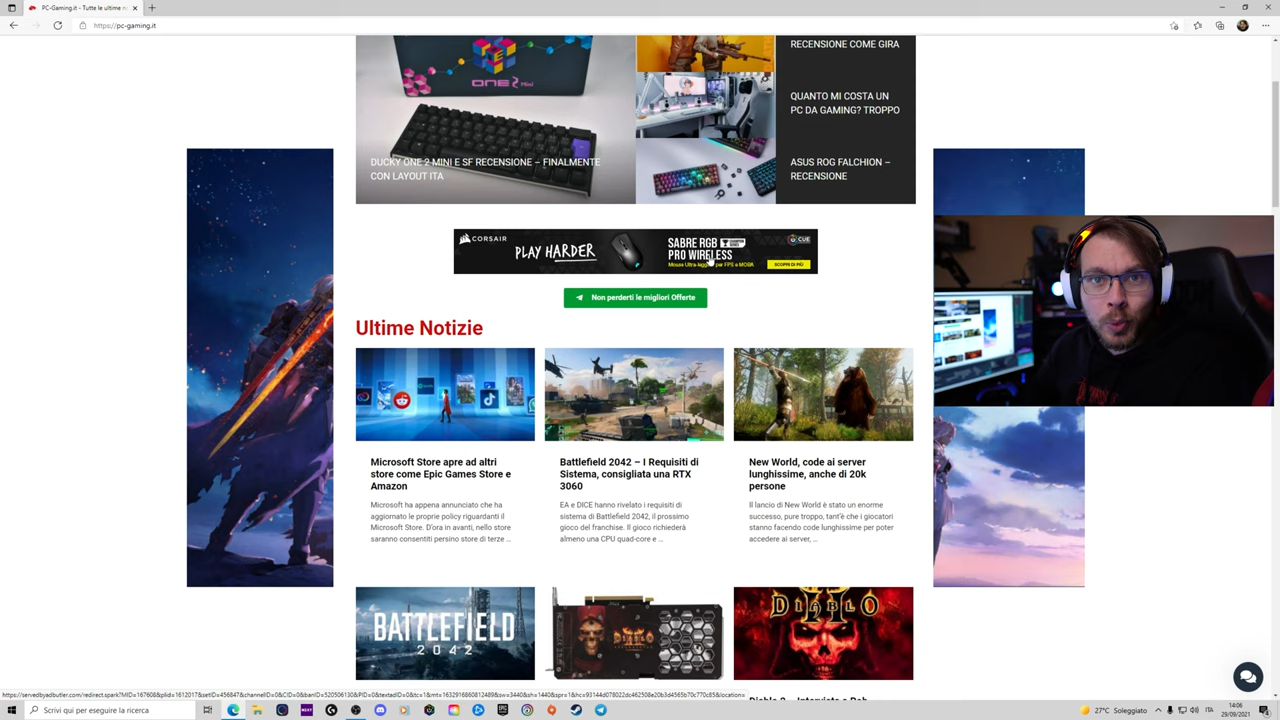 PC-Gaming.it - Tutte le ultime n
https://pc-gaming.it
ONE 2 Mini
DUCKY ONE 2 MINI E SF RECENSIONE – FINALMENTE
CON LAYOUT ITA
RECENSIONE COME GIRA
QUANTO MI COSTA UN
PC DA GAMING? TROPPO
ASUS ROG FALCHION –
RECENSIONE
CORSAIR
PLAY HARDER
SABRE RGB
PRO WIRELESS
CHAMPION SERIES
Mouse Ultra-leggero per FPS e MOBA
iCUE
SCOPRI DI PIÙ
Non perderti le migliori Offerte
Ultime Notizie
Microsoft Store apre ad altri
store come Epic Games Store e
Amazon
Microsoft ha appena annunciato che ha
aggiornato le proprie policy riguardanti il
Microsoft Store. D'ora in avanti, nello store
saranno consentiti persino store di terze ...
Battlefield 2042 – I Requisiti di
Sistema, consigliata una RTX
3060
EA e DICE hanno rivelato i requisiti di
sistema di Battlefield 2042, il prossimo
gioco del franchise. Il gioco richiederà
almeno una CPU quad-core e ...
New World, code ai server
lunghissime, anche di 20k
persone
Il lancio di New World è stato un enorme
successo, pure troppo, tant'è che i giocatori
stanno facendo code lunghissime per poter
accedere ai server, ...
BATTLEFIELD
2042
DIABLO
DIABLO
Scrivi qui per eseguire la ricerca
27°C Soleggiato
ITA
14:06
29/09/2021